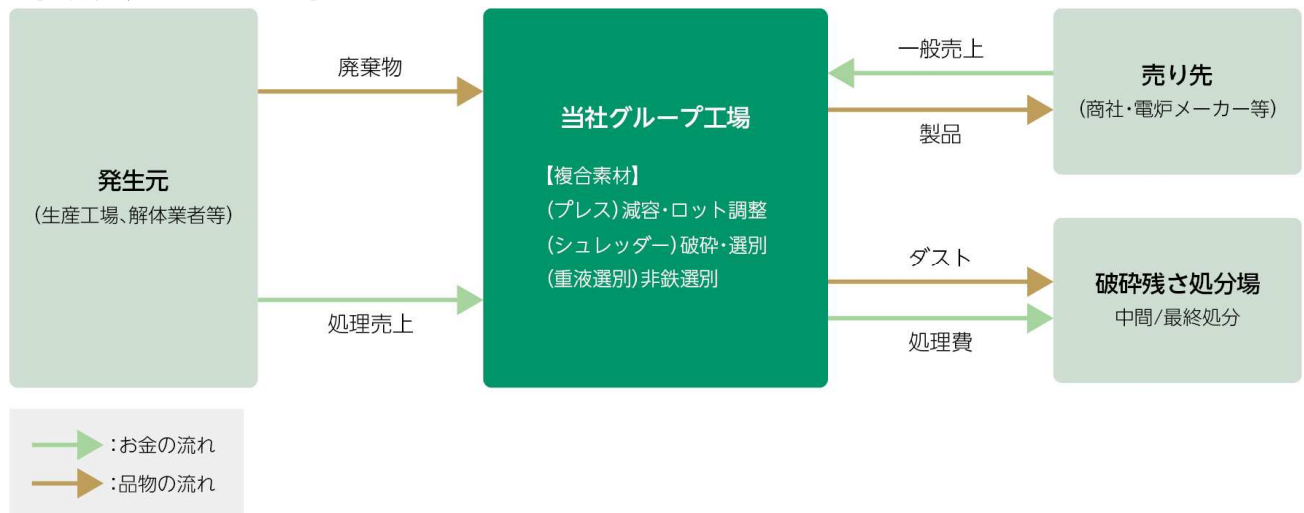 発生元
(生産工場、解体業者等)
廃棄物
処理売上
当社グループ工場
【複合素材】
(プレス)減容・ロット調整
(シュレッダー)破砕・選別
(重液選別)非鉄選別
一般売上
製品
売り先
(商社・電炉メーカー等)
ダスト
処理費
破砕残さ処分場
中間/最終処分
:お金の流れ
:品物の流れ